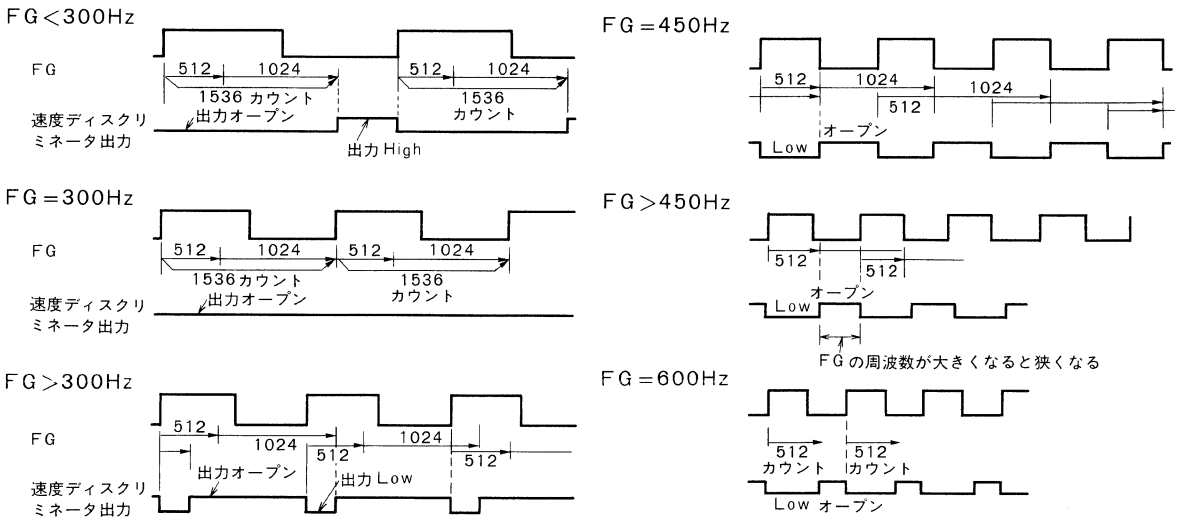 FG<300Hz
FG
512 1024 512 1024
1536 カウント 1536
カウント
出力オープン
速度ディスクリ
ミネータ出力
出力High
FG=300Hz
FG
512 1024 512 1024
1536カウント 1536
カウント
出力オープン
速度ディスクリ
ミネータ出力
FG>300Hz
FG
512 1024 512 1024 512
出力オープン
出力Low
速度ディスクリ
ミネータ出力
FG=450Hz
512 1024 1024
512
オープン
Low
FG>450Hz
512 512
オープン
Low
FGの周波数が大きくなると狭くなる
FG=600Hz
512 512
カウント カウント
Low オープン